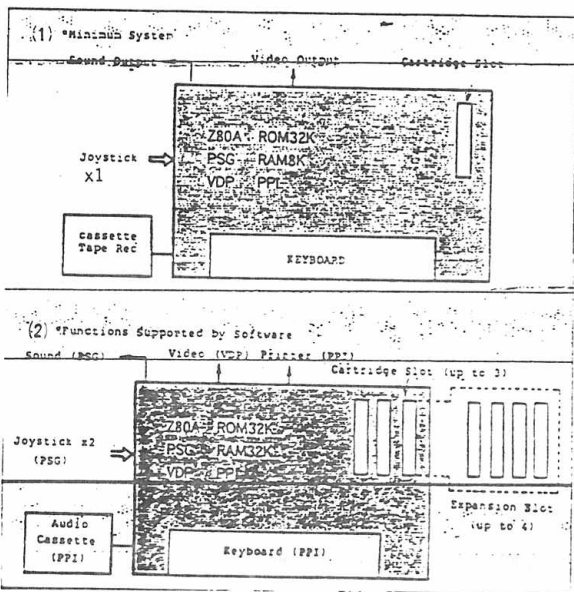 (1) *Minimum System
Sound Output Video Output Cartridge Slot
Z80A ROM32K
Joystick PSG RAM8K
x1 VDP PPI
Cassette
Tape Rec
KEYBOARD
(2) *Functions Supported by Software
Sound (PSG) Video (VDP) Printer (PPI)
Cartridge Slot (up to 3)
Z80A ROM32K
Joystick x2 PSG RAM32K
(PSG) VDP PPI
Expansion Slot
(up to 4)
Audio
Cassette
(PPI)
Keyboard (PPI)